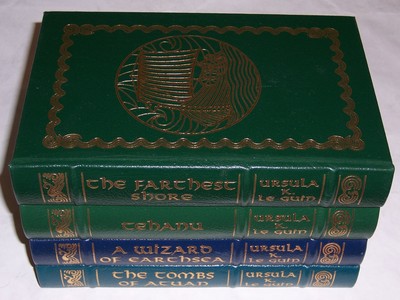 THE FARTHEST
SHORE
URSULA
K.
LE GUIN
TEHANU
URSULA
K.
LE GUIN
A WIZARD
OF EARTHSEA
URSULA
K.
LE GUIN
THE TOMBS
OF ATUAN
URSULA
K.
LE GUIN